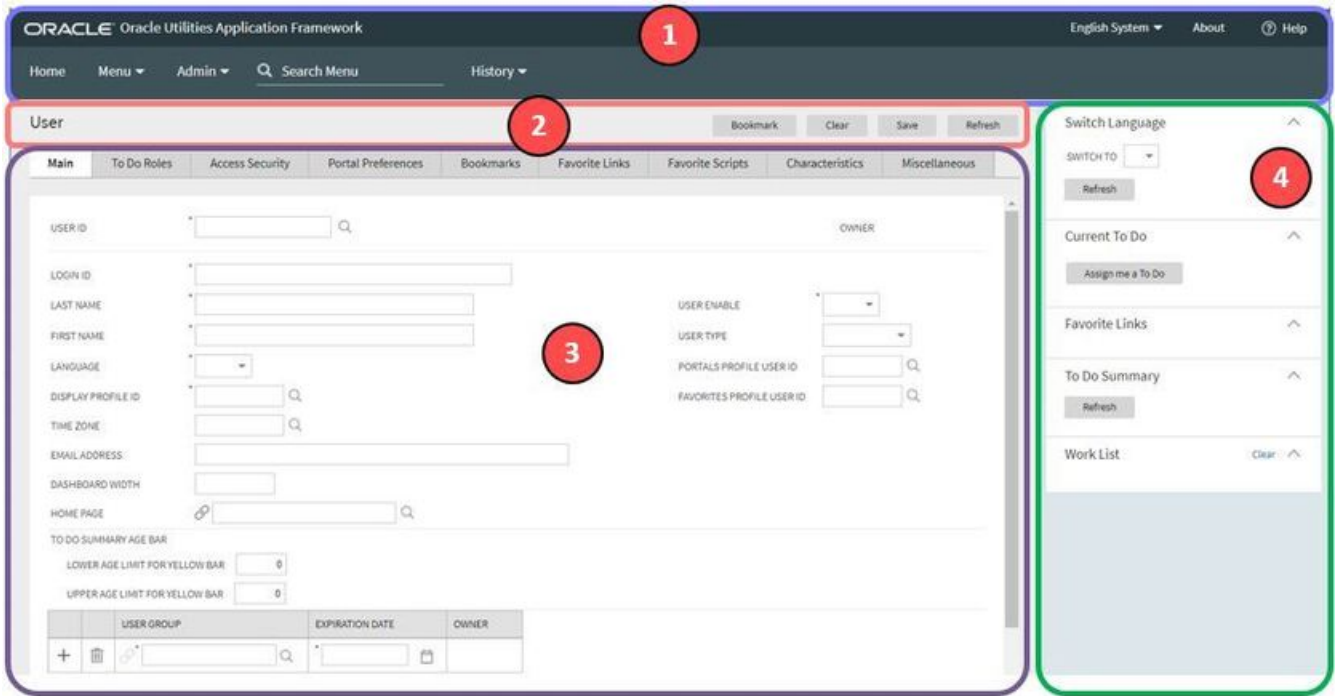 ORACLE Oracle Utilities Application Framework English System About Help
1
Home Menu Admin Search Menu History
User Bookmark Clear Save Refresh
2
Main To Do Roles Access Security Portal Preferences Bookmarks Favorite Links Favorite Scripts Characteristics Miscellaneous
USER ID * OWNER
LOGIN ID *
LAST NAME * USER ENABLE *
FIRST NAME * USER TYPE
3
LANGUAGE * PORTALS PROFILE USER ID
DISPLAY PROFILE ID * FAVORITES PROFILE USER ID
TIME ZONE
EMAIL ADDRESS
DASHBOARD WIDTH
HOME PAGE
TO DO SUMMARY AGE BAR
LOWER AGE LIMIT FOR YELLOW BAR 0
UPPER AGE LIMIT FOR YELLOW BAR 0
USER GROUP EXPIRATION DATE OWNER
+ * *
Switch Language
SWITCH TO
4
Refresh
Current To Do
Assign me a To Do
Favorite Links
To Do Summary
Refresh
Work List Clear